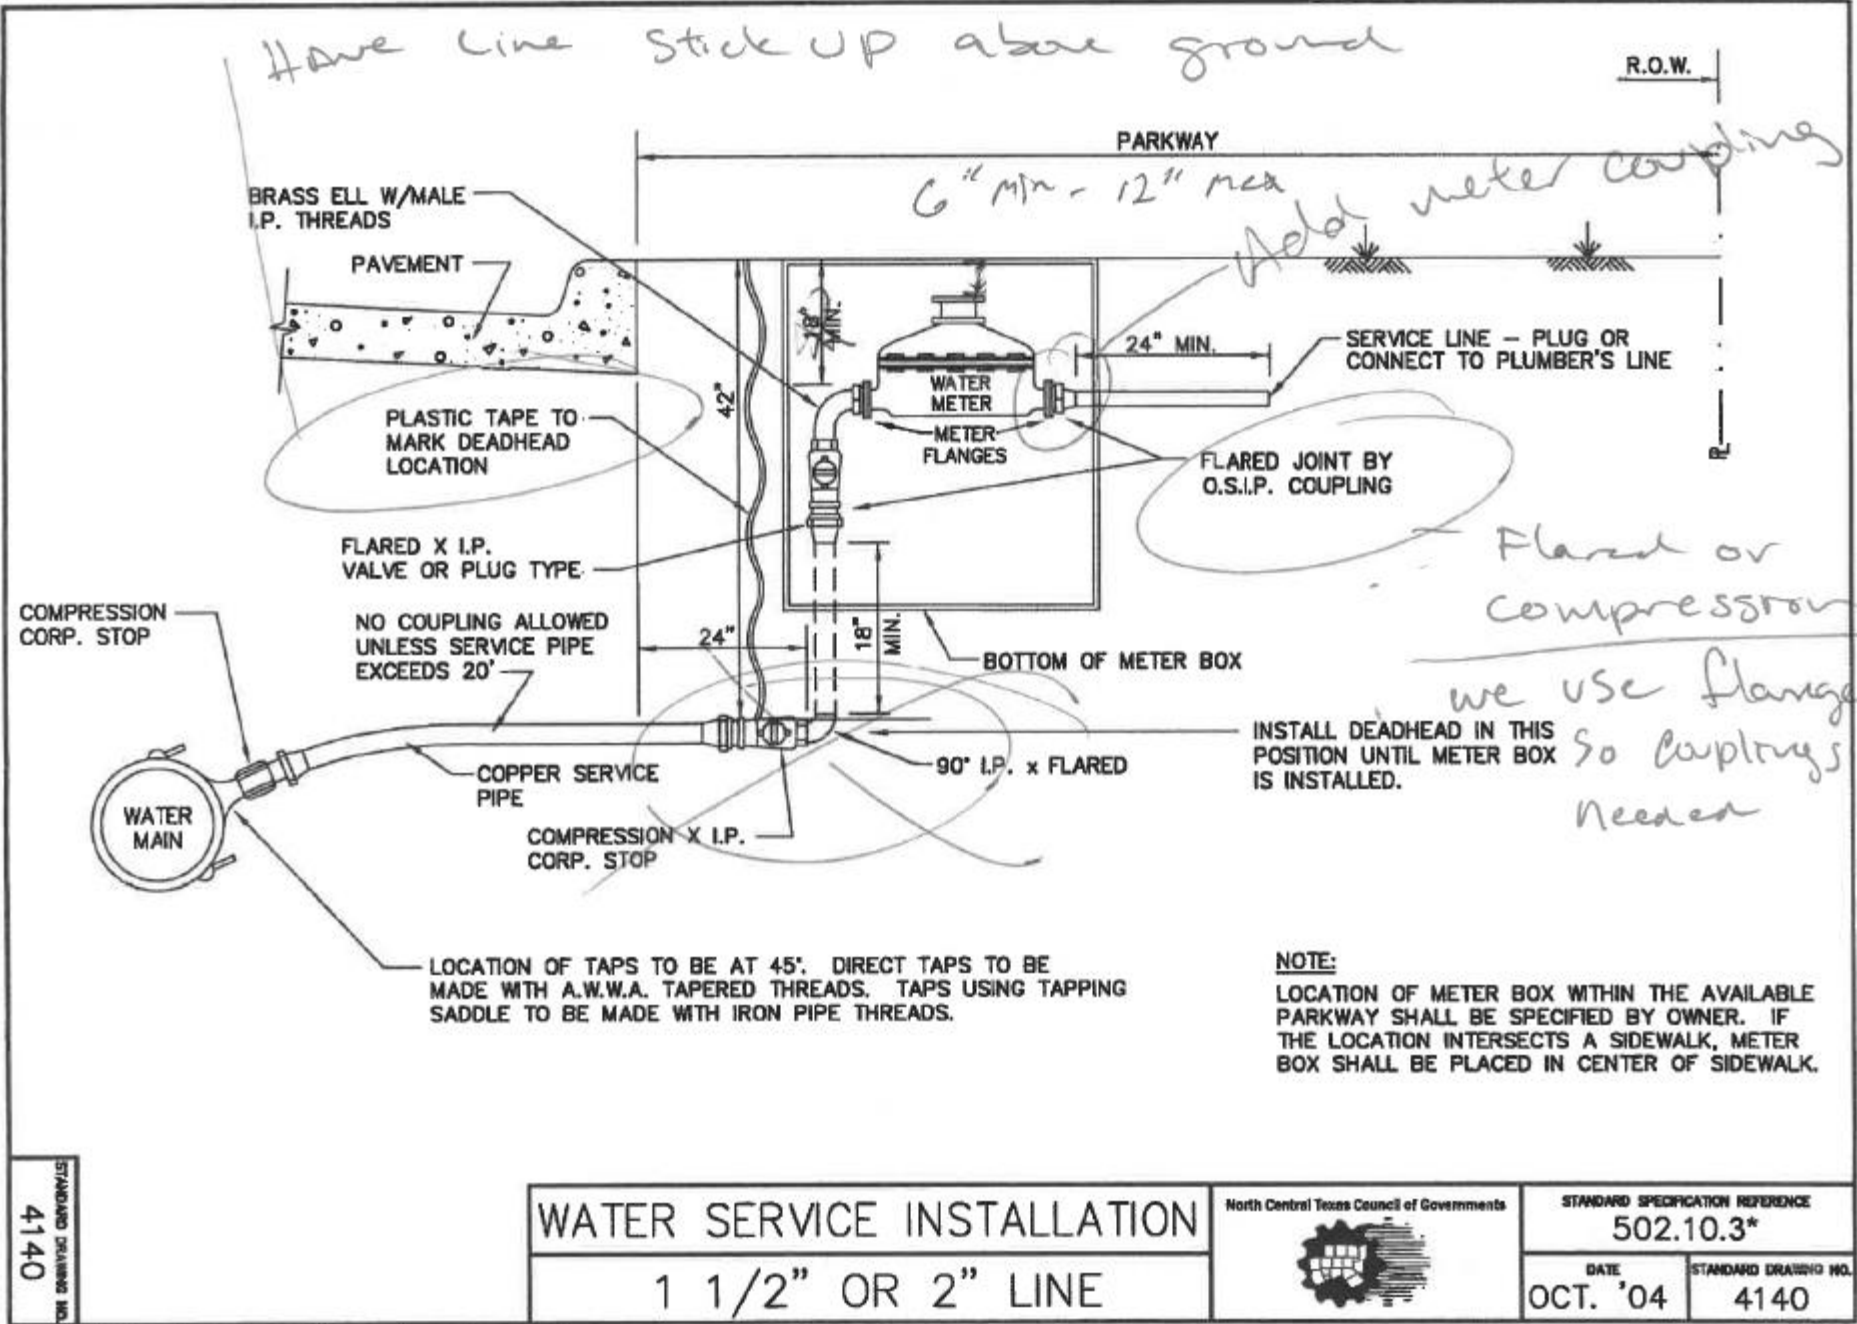 Have Line Stick up above ground
R.O.W.
PARKWAY
6" min - 12" max
Add meter coupling
BRASS ELL W/MALE
I.P. THREADS
PAVEMENT
18"
MIN.
24" MIN.
SERVICE LINE – PLUG OR
CONNECT TO PLUMBER'S LINE
WATER
METER
42"
PLASTIC TAPE TO
MARK DEADHEAD
LOCATION
METER
FLANGES
FLARED JOINT BY
O.S.I.P. COUPLING
FLARED X I.P.
VALVE OR PLUG TYPE
Flared or
compression
we use flange
so couplings
needed
COMPRESSION
CORP. STOP
NO COUPLING ALLOWED
UNLESS SERVICE PIPE
EXCEEDS 20'
24"
18"
MIN.
BOTTOM OF METER BOX
INSTALL DEADHEAD IN THIS
POSITION UNTIL METER BOX
IS INSTALLED.
90° I.P. x FLARED
COPPER SERVICE
PIPE
WATER
MAIN
COMPRESSION X I.P.
CORP. STOP
LOCATION OF TAPS TO BE AT 45°. DIRECT TAPS TO BE
MADE WITH A.W.W.A. TAPERED THREADS. TAPS USING TAPPING
SADDLE TO BE MADE WITH IRON PIPE THREADS.
NOTE:
LOCATION OF METER BOX WITHIN THE AVAILABLE
PARKWAY SHALL BE SPECIFIED BY OWNER. IF
THE LOCATION INTERSECTS A SIDEWALK, METER
BOX SHALL BE PLACED IN CENTER OF SIDEWALK.
STANDARD DRAWING NO.
4140
WATER SERVICE INSTALLATION
1 1/2" OR 2" LINE
North Central Texas Council of Governments
STANDARD SPECIFICATION REFERENCE
502.10.3*
DATE
OCT. '04
STANDARD DRAWING NO.
4140